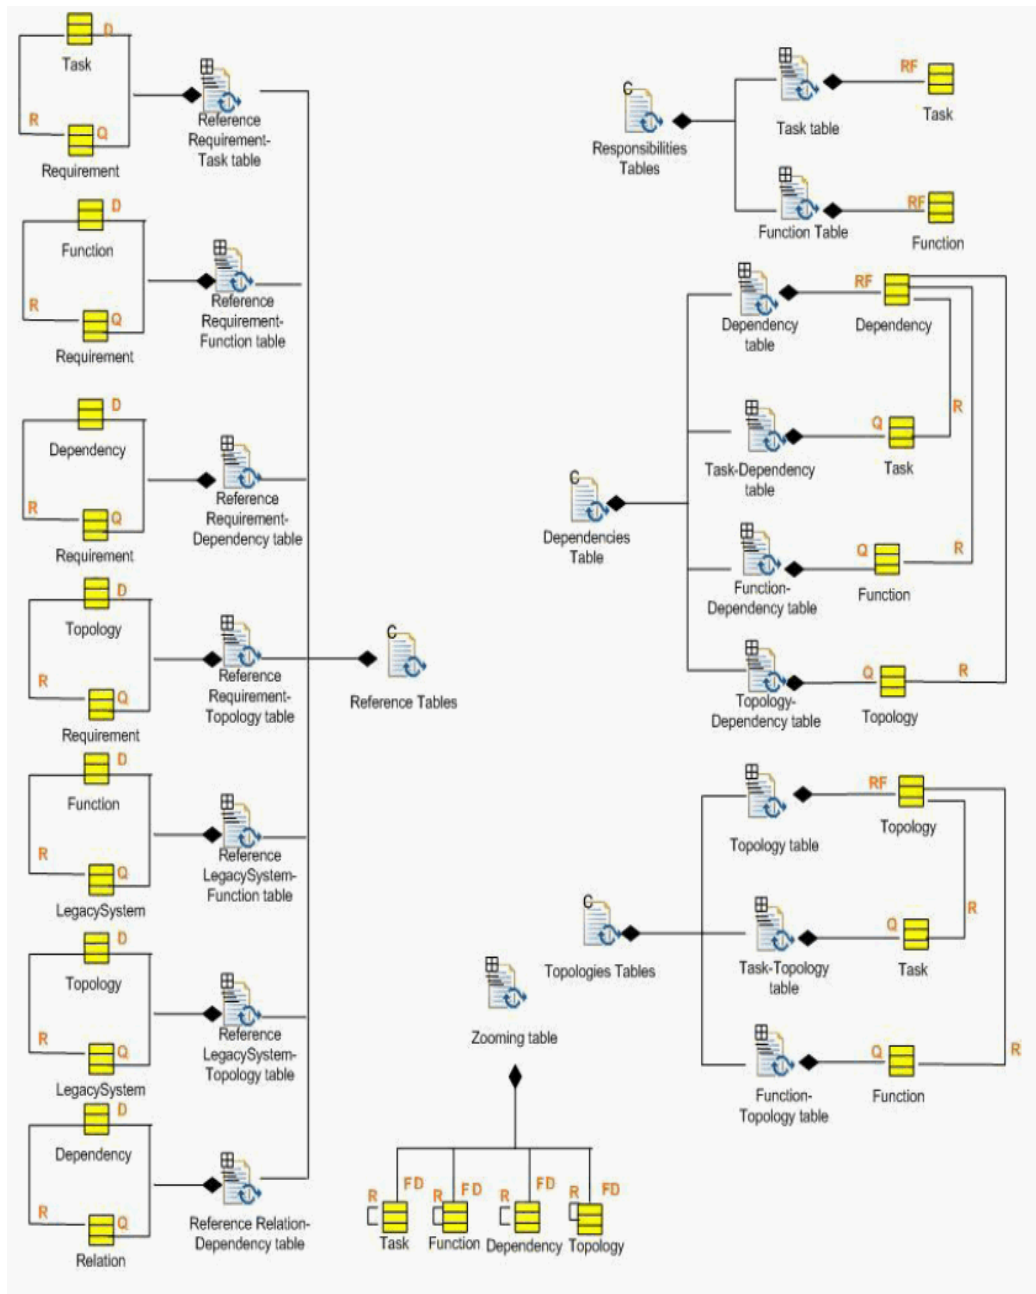 D
Task
R
Q
Requirement
Reference
Requirement-
Task table
D
Function
R
Q
Requirement
Reference
Requirement-
Function table
D
Dependency
R
Q
Requirement
Reference
Requirement-
Dependency table
D
Topology
R
Q
Requirement
Reference
Requirement-
Topology table
D
Function
R
Q
LegacySystem
Reference
LegacySystem-
Function table
D
Topology
R
Q
LegacySystem
Reference
LegacySystem-
Topology table
D
Dependency
R
Q
Relation
Reference Relation-
Dependency table
C
Reference Tables
C
Responsibilities
Tables
Task table
RF
Task
Function Table
RF
Function
C
Dependencies
Table
Dependency
table
RF
Dependency
R
Task-Dependency
table
Q
Task
Function-
Dependency table
Q
Function
R
Topology-
Dependency table
Q
Topology
R
C
Topologies Tables
Topology table
RF
Topology
R
Task-Topology
table
Q
Task
Function-
Topology table
Q
Function
R
Zooming table
R
FD
Task
R
FD
Function
R
FD
Dependency
R
FD
Topology